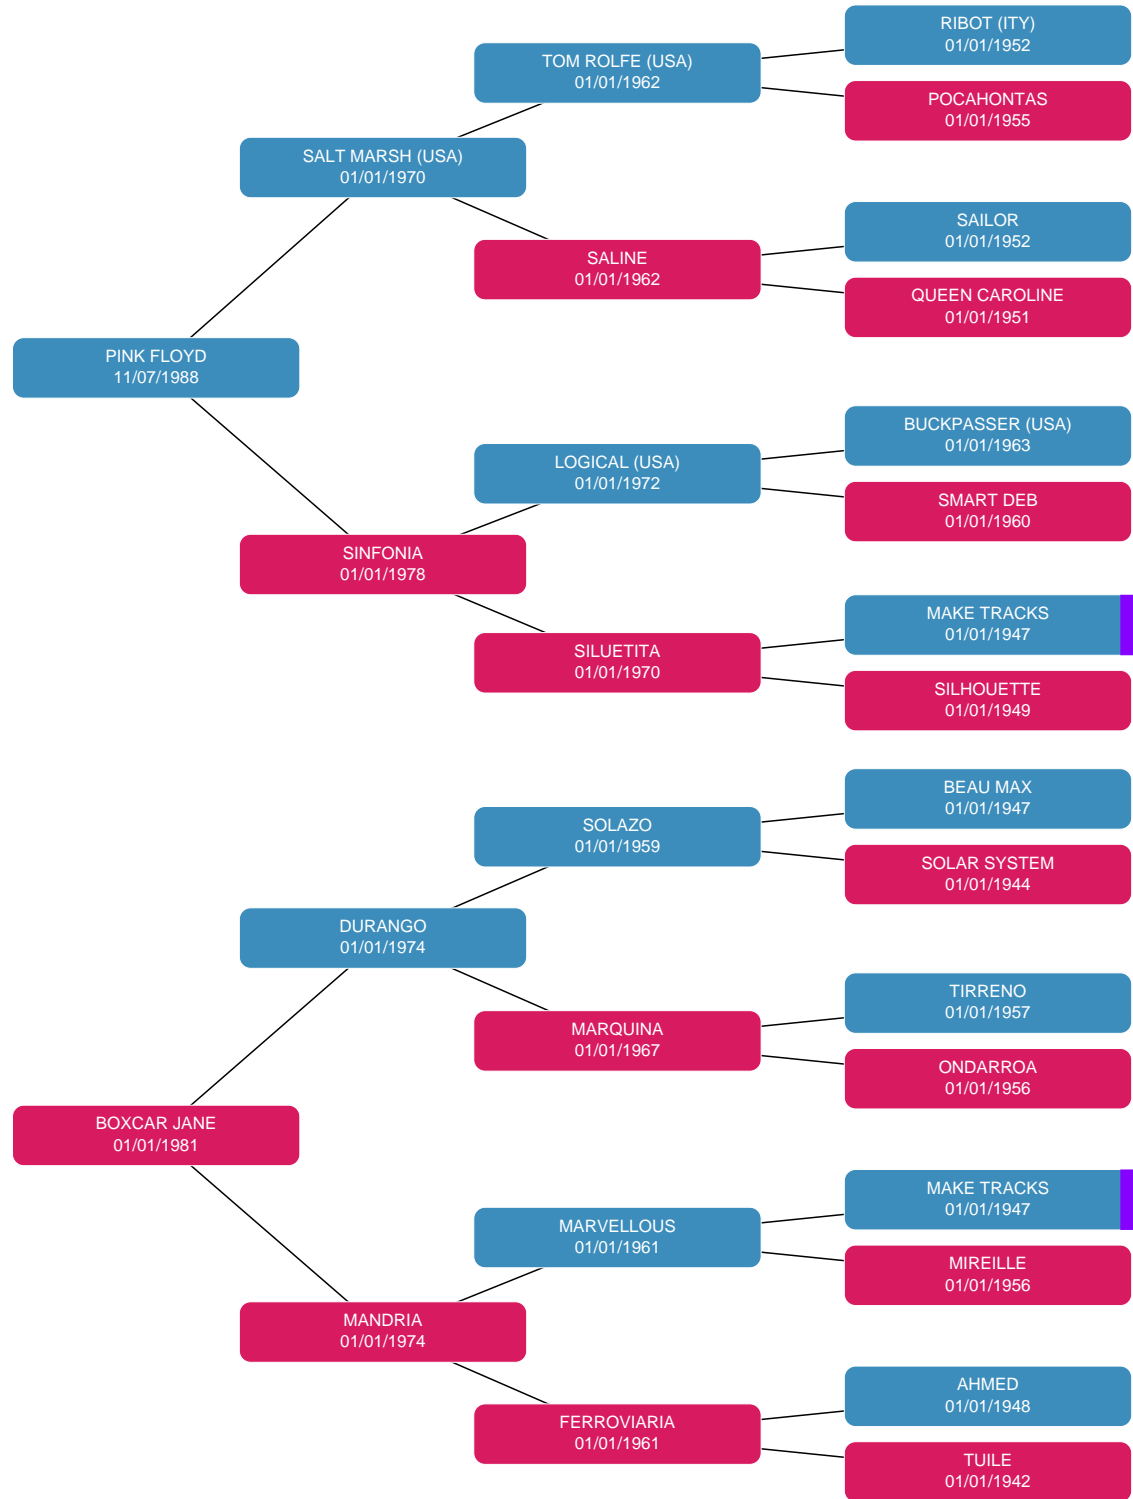 RIBOT (ITY)
01/01/1952
TOM ROLFE (USA)
01/01/1962
POCAHONTAS
01/01/1955
SALT MARSH (USA)
01/01/1970
SAILOR
01/01/1952
SALINE
01/01/1962
QUEEN CAROLINE
01/01/1951
PINK FLOYD
11/07/1988
BUCKPASSER (USA)
01/01/1963
LOGICAL (USA)
01/01/1972
SMART DEB
01/01/1960
SINFONIA
01/01/1978
MAKE TRACKS
01/01/1947
SILUETITA
01/01/1970
SILHOUETTE
01/01/1949
BEAU MAX
01/01/1947
SOLAZO
01/01/1959
SOLAR SYSTEM
01/01/1944
DURANGO
01/01/1974
TIRRENO
01/01/1957
MARQUINA
01/01/1967
ONDARROA
01/01/1956
BOXCAR JANE
01/01/1981
MAKE TRACKS
01/01/1947
MARVELLOUS
01/01/1961
MIREILLE
01/01/1956
MANDRIA
01/01/1974
AHMED
01/01/1948
FERROVIARIA
01/01/1961
TUILE
01/01/1942